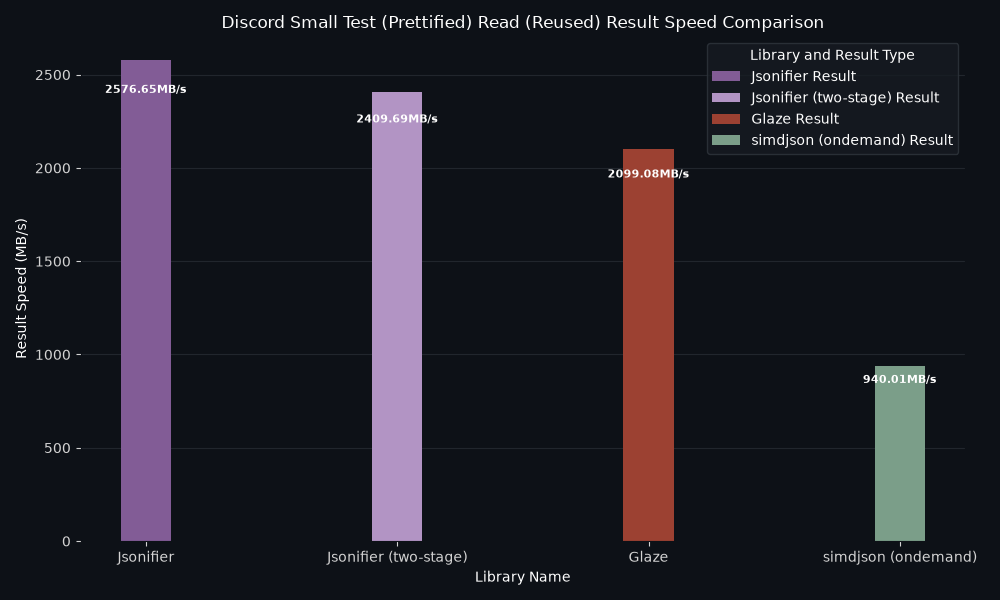 Discord Small Test (Prettified) Read (Reused) Result Speed Comparison
Library and Result Type
Jsonifier Result
Jsonifier (two-stage) Result
Glaze Result
simdjson (ondemand) Result
2576.65MB/s
2409.69MB/s
2099.08MB/s
940.01MB/s
Result Speed (MB/s)
2500
2000
1500
1000
500
0
Jsonifier
Jsonifier (two-stage)
Glaze
simdjson (ondemand)
Library Name